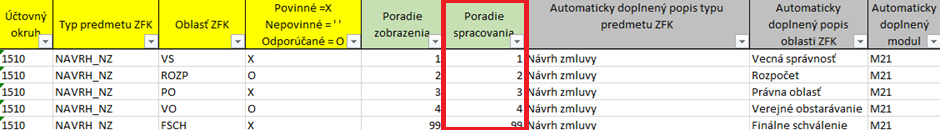 Účtovný okruh Typ predmetu ZFK Oblasť ZFK Povinné =X Nepovinné = ' ' Odporúčané = O Poradie zobrazenia Poradie spracovania Automaticky doplnený popis typu predmetu ZFK Automaticky doplnený popis oblasti ZFK Automaticky doplnený modul
1510 NAVRH_NZ VS X 1 1 Návrh zmluvy Vecná správnosť M21
1510 NAVRH_NZ ROZP O 2 2 Návrh zmluvy Rozpočet M21
1510 NAVRH_NZ PO X 3 3 Návrh zmluvy Právna oblasť M21
1510 NAVRH_NZ VO O 4 4 Návrh zmluvy Verejné obstarávanie M21
1510 NAVRH_NZ FSCH X 99 99 Návrh zmluvy Finálne schválenie M21